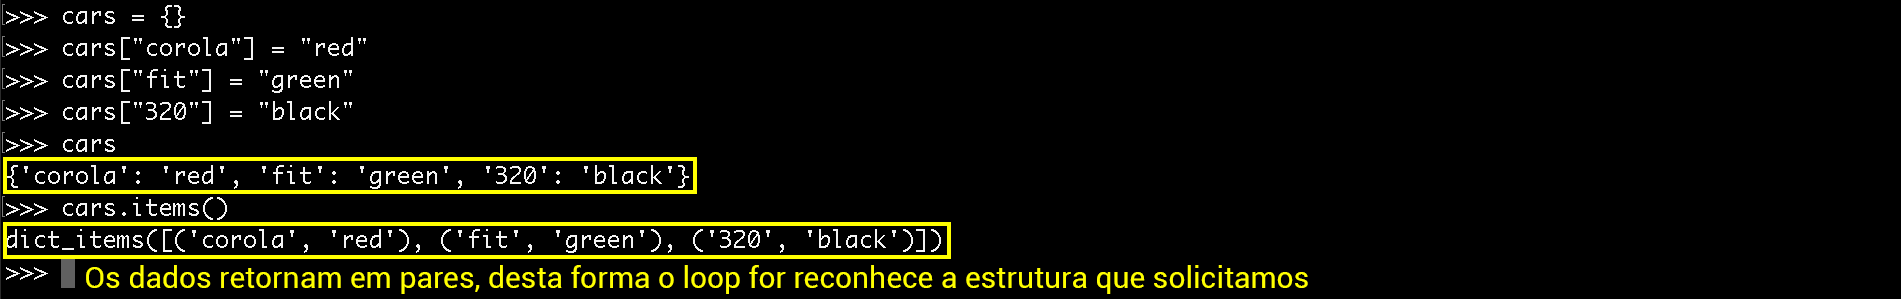 >>> cars = {}
>>> cars["corola"] = "red"
>>> cars["fit"] = "green"
>>> cars["320"] = "black"
>>> cars
{'corola': 'red', 'fit': 'green', '320': 'black'}
>>> cars.items()
dict_items([('corola', 'red'), ('fit', 'green'), ('320', 'black')])
>>> Os dados retornam em pares, desta forma o loop for reconhece a estrutura que solicitamos